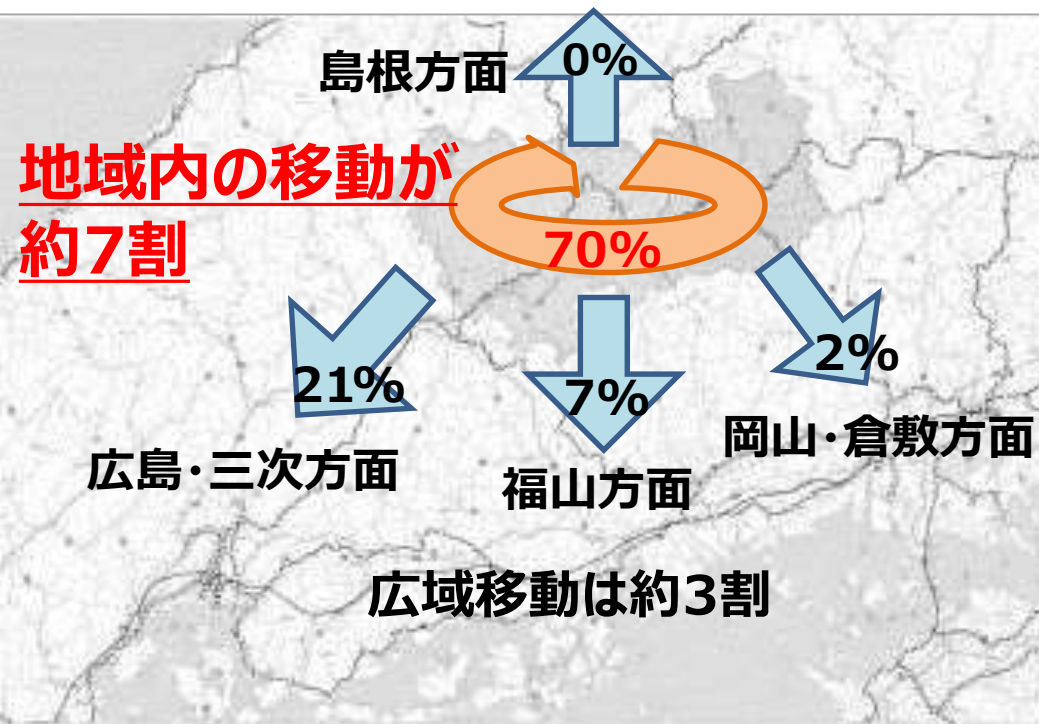 島根方面
0%
地域内の移動が
約7割
70%
21%
7%
2%
広島・三次方面
福山方面
岡山・倉敷方面
広域移動は約3割